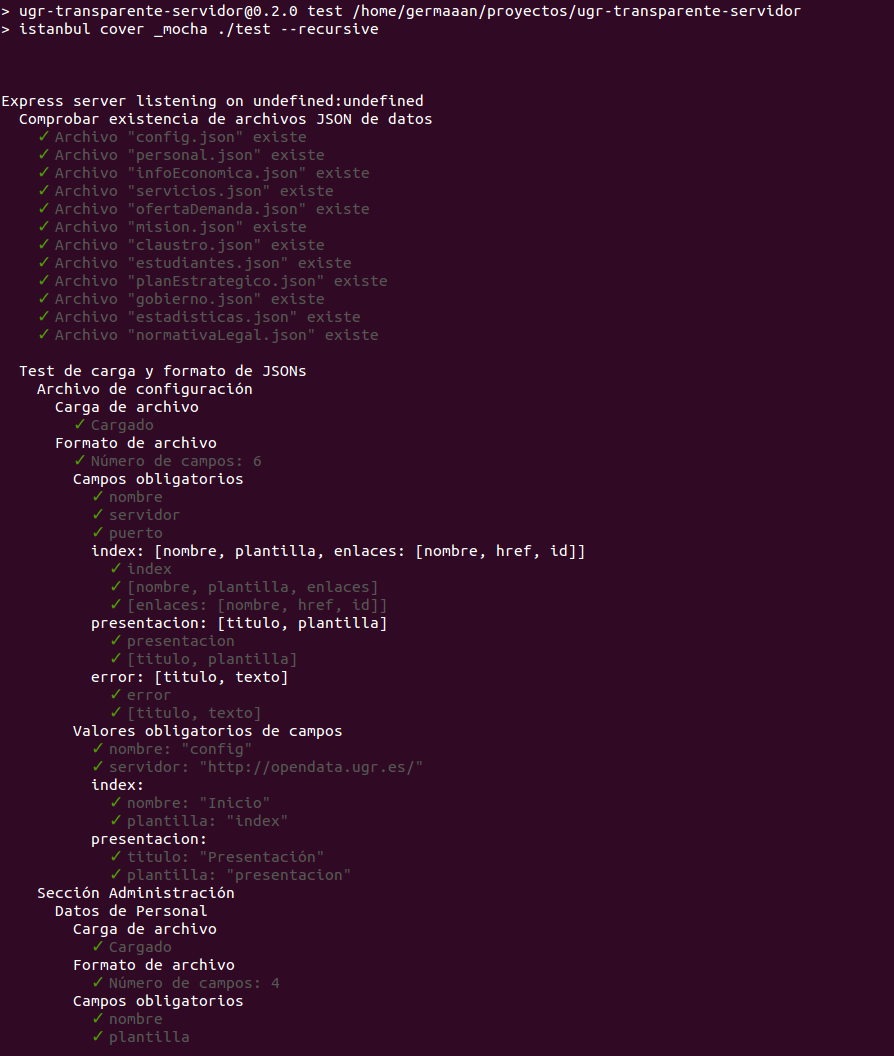 > ugr-transparente-servidor@0.2.0 test /home/germaaan/proyectos/ugr-transparente-servidor
> istanbul cover _mocha ./test --recursive
Express server listening on undefined:undefined
Comprobar existencia de archivos JSON de datos
✓ Archivo "config.json" existe
✓ Archivo "personal.json" existe
✓ Archivo "infoEconomica.json" existe
✓ Archivo "servicios.json" existe
✓ Archivo "ofertaDemanda.json" existe
✓ Archivo "mision.json" existe
✓ Archivo "claustro.json" existe
✓ Archivo "estudiantes.json" existe
✓ Archivo "planEstrategico.json" existe
✓ Archivo "gobierno.json" existe
✓ Archivo "estadisticas.json" existe
✓ Archivo "normativaLegal.json" existe
Test de carga y formato de JSONs
Archivo de configuración
Carga de archivo
✓ Cargado
Formato de archivo
✓ Número de campos: 6
Campos obligatorios
✓ nombre
✓ servidor
✓ puerto
index: [nombre, plantilla, enlaces: [nombre, href, id]]
✓ index
✓ [nombre, plantilla, enlaces]
✓ [enlaces: [nombre, href, id]]
presentacion: [titulo, plantilla]
✓ presentacion
✓ [titulo, plantilla]
error: [titulo, texto]
✓ error
✓ [titulo, texto]
Valores obligatorios de campos
✓ nombre: "config"
✓ servidor: "http://opendata.ugr.es/"
index:
✓ nombre: "Inicio"
✓ plantilla: "index"
presentacion:
✓ titulo: "Presentación"
✓ plantilla: "presentacion"
Sección Administración
Datos de Personal
Carga de archivo
✓ Cargado
Formato de archivo
✓ Número de campos: 4
Campos obligatorios
✓ nombre
✓ plantilla